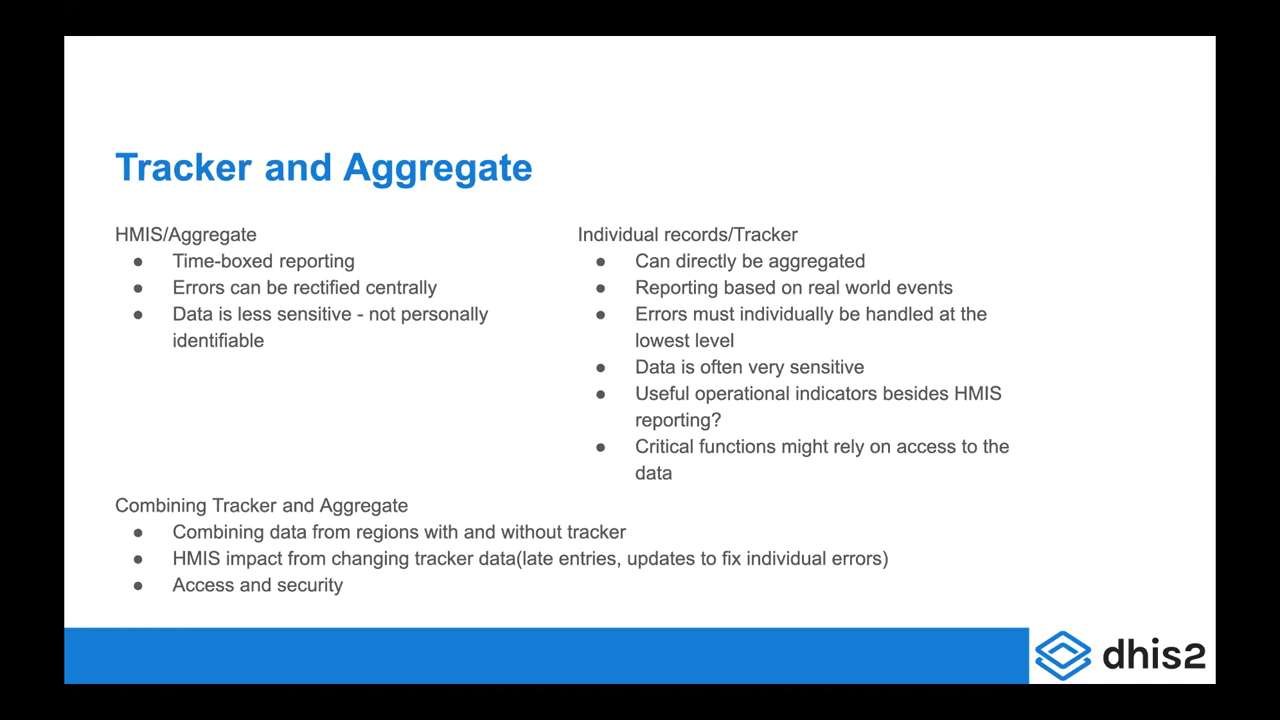 Tracker and Aggregate
HMIS/Aggregate
● Time-boxed reporting
● Errors can be rectified centrally
● Data is less sensitive - not personally
identifiable
Individual records/Tracker
● Can directly be aggregated
● Reporting based on real world events
● Errors must individually be handled at the
lowest level
● Data is often very sensitive
● Useful operational indicators besides HMIS
reporting?
● Critical functions might rely on access to the
data
Combining Tracker and Aggregate
● Combining data from regions with and without tracker
● HMIS impact from changing tracker data(late entries, updates to fix individual errors)
● Access and security
dhis2